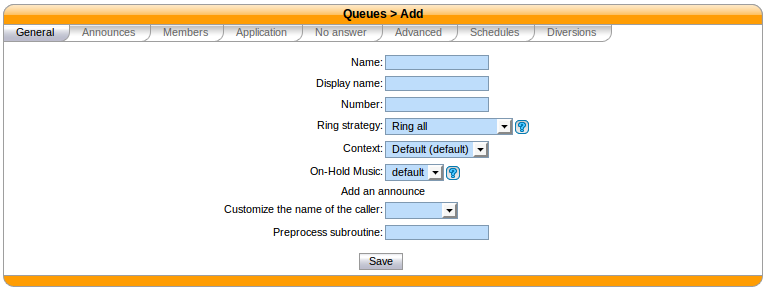 Queues > Add
General Announces Members Application No answer Advanced Schedules Diversions
Name:
Display name:
Number:
Ring strategy: Ring all ?
Context: Default (default)
On-Hold Music: default ?
Add an announce
Customize the name of the caller:
Preprocess subroutine:
Save